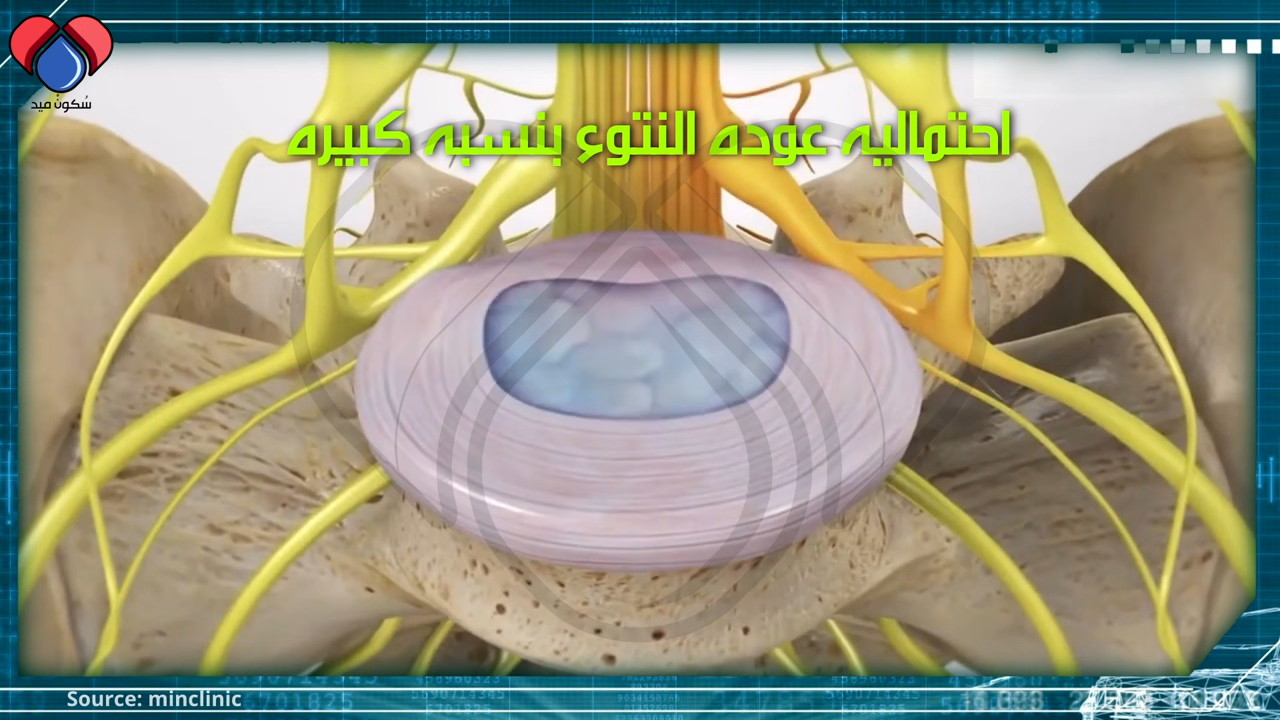 سُكونْ ميد
احتماليه عوده النتوء بنسبه كبيره
Source: minclinic